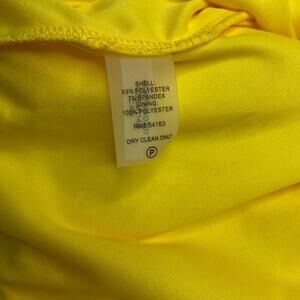 SHELL:
93% POLYESTER
7% SPANDEX
LINING:
100% POLYESTER
RN# 54163
DRY CLEAN ONLY
P